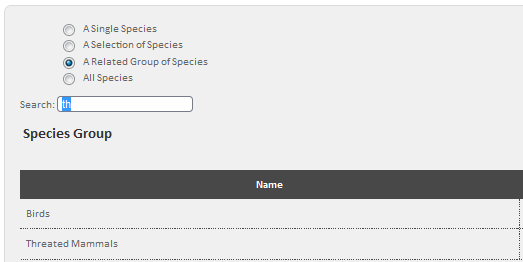 A Single Species
A Selection of Species
A Related Group of Species
All Species
Search: th
Species Group
Name
Birds
Threated Mammals